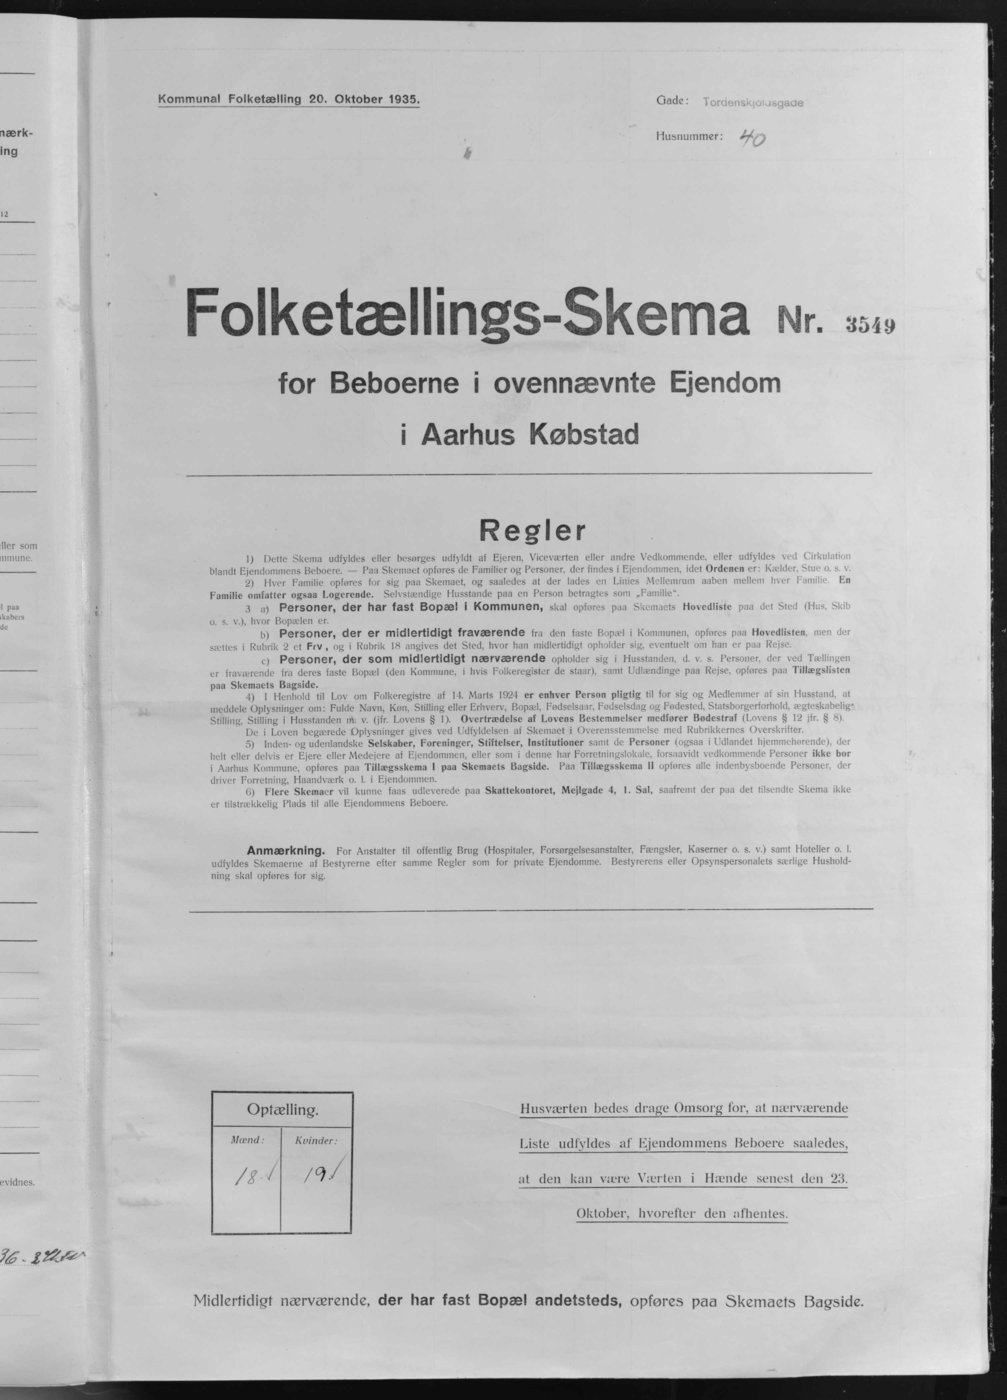 Kommunal Folketælling 20. Oktober 1935.
Gade: Tordenskjoldsgade
Husnummer: 40
Folketællings-Skema Nr. 3549
for Beboerne i ovennævnte Ejendom
i Aarhus Købstad
Regler
1) Dette Skema udfyldes eller besørges udfyldt af Ejeren, Viceværten eller andre Vedkommende, eller udfyldes ved Cirkulation
blandt Ejendommens Beboere. — Paa Skemaet opføres de Familier og Personer, der findes i Ejendommen, idet Ordenen er: Kælder, Stue o. s. v.
2) Hver Familie opføres for sig paa Skemaet, og saaledes at der lades en Linies Mellemrum aaben mellem hver Familie. En
Familie omfatter ogsaa Logerende. Selvstændige Husstande paa en Person betragtes som „Familie“.
3 a) Personer, der har fast Bopæl i Kommunen, skal opføres paa Skemaets Hovedliste paa det Sted (Hus, Skib
o. s. v.), hvor Bopælen er.
b) Personer, der er midlertidigt fraværende fra den faste Bopæl i Kommunen, opføres paa Hovedlisten, men der
sættes i Rubrik 2 et Frv., og i Rubrik 18 angives det Sted, hvor han midlertidigt opholder sig, eventuelt om han er paa Rejse.
c) Personer, der som midlertidigt nærværende opholder sig i Husstanden, d. v. s. Personer, der ved Tællingen
er fraværende fra deres faste Bopæl (den Kommune, i hvis Folkeregister de staar), samt Udlændinge paa Rejse, opføres paa Tillægslisten
paa Skemaets Bagside.
4) I Henhold til Lov om Folkeregistre af 14. Marts 1924 er enhver Person pligtig til for sig og Medlemmer af sin Husstand, at
meddele Oplysninger om: Fulde Navn, Køn, Stilling eller Erhverv, Bopæl, Fødselsaar, Fødselsdag og Fødested, Statsborgerforhold, ægteskabelig
Stilling, Stilling i Husstanden m. v. (jfr. Lovens § 1). Overtrædelse af Lovens Bestemmelser medfører Bødestraf (Lovens § 12 jfr. § 8).
De i Loven begærede Oplysninger gives ved Udfyldelsen af Skemaet i Overensstemmelse med Rubrikkernes Overskrifter.
5) Inden- og udenlandske Selskaber, Foreninger, Stiftelser, Institutioner samt de Personer (ogsaa i Udlandet hjemmehørende), der
helt eller delvis er Ejere eller Medejere af Ejendommen, eller som i denne har Forretningslokale, forsaavidt vedkommende Personer ikke bor
i Aarhus Kommune, opføres paa Tillægsskema I paa Skemaets Bagside. Paa Tillægsskema II opføres alle indenbysboende Personer, der
driver Forretning, Haandværk o. l. i Ejendommen.
6) Flere Skemaer vil kunne faas udleverede paa Skattekontoret, Mejlgade 4, 1. Sal, saafremt der paa det tilsendte Skema ikke
er tilstrækkelig Plads til alle Ejendommens Beboere.
Anmærkning. For Anstalter til offentlig Brug (Hospitaler, Forsørgelsesanstalter, Fængsler, Kaserner o. s. v.) samt Hoteller o. l.
udfyldes Skemaerne af Bestyrerne efter samme Regler som for private Ejendomme. Bestyrerens eller Opsynspersonalets særlige Hushold-
ning skal opføres for sig.
Optælling.
Mænd: Kvinder:
18 19
Husværten bedes drage Omsorg for, at nærværende
Liste udfyldes af Ejendommens Beboere saaledes,
at den kan være Værten i Hænde senest den 23.
Oktober, hvorefter den afhentes.
Midlertidigt nærværende, der har fast Bopæl andetsteds, opføres paa Skemaets Bagside.
nærk-
ing
12
eller som
mmune.
l paa
skabers
de
evidnes.